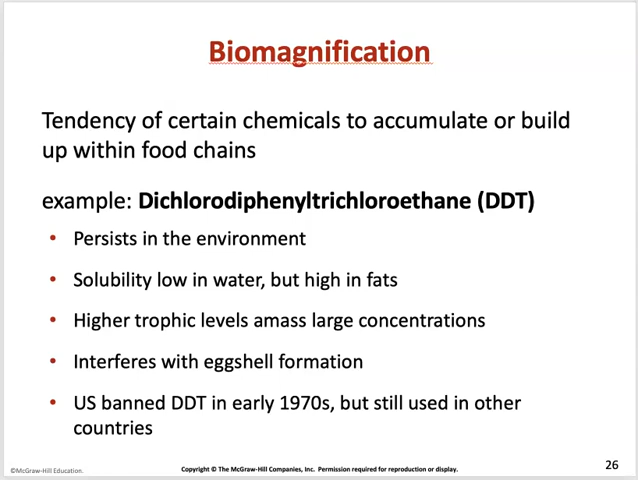 Biomagnification
Tendency of certain chemicals to accumulate or build
up within food chains
example: Dichlorodiphenyltrichloroethane (DDT)
• Persists in the environment
• Solubility low in water, but high in fats
• Higher trophic levels amass large concentrations
• Interferes with eggshell formation
• US banned DDT in early 1970s, but still used in other
countries
26
©McGraw-Hill Education.
Copyright © The McGraw-Hill Companies, Inc. Permission required for reproduction or display.